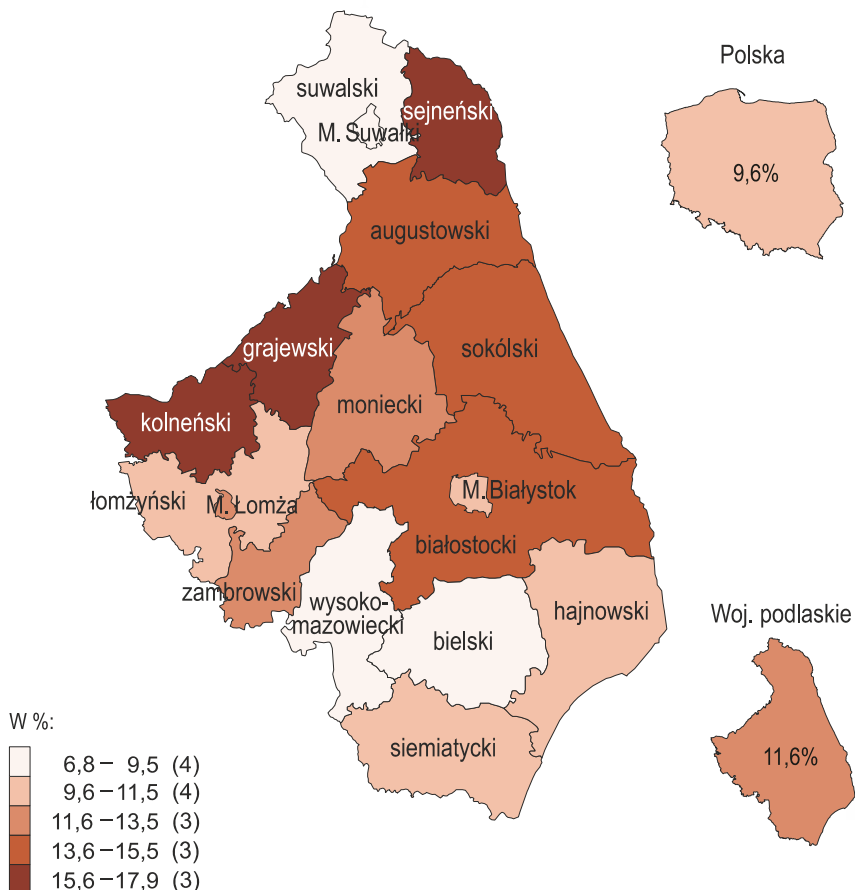 Polska
suwalski
sejneński
M. Suwałki
9,6%
augustowski
sokólski
grajewski
moniecki
kolneński
łomżyński
M. Łomża
M. Białystok
białostocki
zambrowski
wysoko-
mazowiecki
hajnowski
bielski
Woj. podlaskie
siemiatycki
11,6%
W %:
6,8 – 9,5 (4)
9,6 – 11,5 (4)
11,6 – 13,5 (3)
13,6 – 15,5 (3)
15,6 – 17,9 (3)